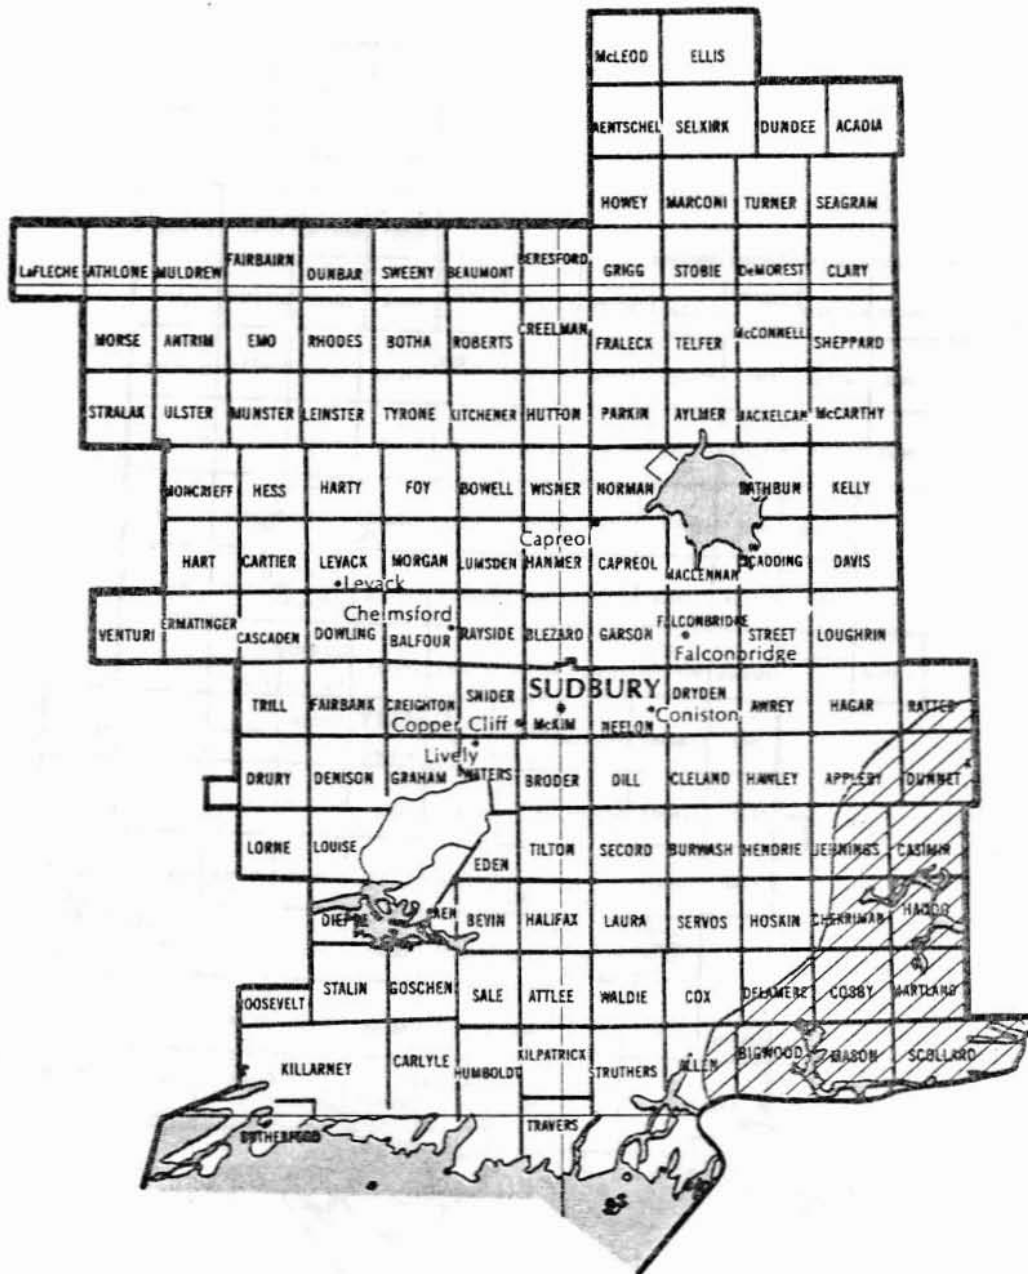 McLEOD ELLIS
AENTSCHEL SELKIRK DUNDEE ACADIA
HOWEY MARCONI TURNER SEAGRAM
LaFLECHE ATHLONE MULDREW FAIRBAIRN DUNBAR SWEENY BEAUMONT BERESFORD GRIGG STOBIE DeMOREST CLARY
MORSE ANTRIM EMO RHODES BOTHA ROBERTS CREELMAN FRALECK TELFER McCONNELL SHEPPARD
STRALAK ULSTER MUNSTER LEINSTER TYRONE KITCHENER HUTTON PARKIN AYLMER MACKELCAN McCARTHY
MONCRIEFF HESS HARTY FOY BOWELL WISNER NORMAN RATHBUN KELLY
Capreol
HART CARTIER LEVACK MORGAN LUMSDEN HANMER CAPREOL MACLENNAN SCADDING DAVIS
Levack
Chelmsford
VENTURI ERMATINGER CASCADEN DOWLING BALFOUR RAYSIDE BLEZARD GARSON FALCONBRIDGE STREET LOUGHRIN
Falconbridge
SUDBURY
TRILL FAIRBANK CREIGHTON SNIDER McKIM NEELON DRYDEN AWREY HAGAR RATTER
Copper Cliff Coniston
Lively
DRURY DENISON GRAHAM WATERS BRODER DILL CLELAND HAWLEY APPLEBY DUNNET
LORNE LOUISE EDEN TILTON SECORD BURWASH HENDRIE JENNINGS CASIMIR
DIEPPE CAEN BEVIN HALIFAX LAURA SERVOS HOSKIN CHERRIMAN HADDO
ROOSEVELT STALIN GOSCHEN SALE ATTLEE WALDIE COX DELAMERE COSBY MARTLAND
KILLARNEY CARLYLE HUMBOLDT KILPATRICK STRUTHERS ALLEN BIGWOOD MASON SCOLLARD
RUTHERFOORD TRAVERS